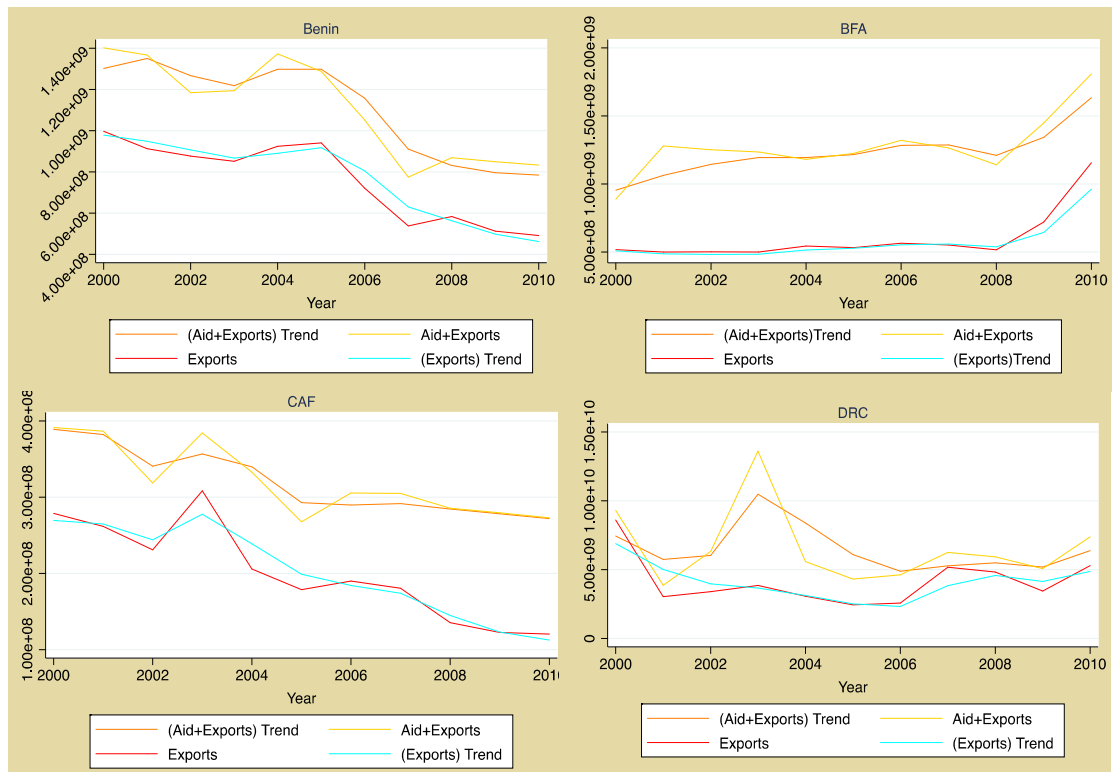 Benin
1.40e+09
1.20e+09
1.00e+09
8.00e+08
6.00e+08
4.00e+08
2000 2002 2004 2006 2008 2010
Year
(Aid+Exports) Trend Aid+Exports
Exports (Exports) Trend
BFA
2.00e+09
1.50e+09
1.00e+09
5.00e+08
2000 2002 2004 2006 2008 2010
Year
(Aid+Exports)Trend Aid+Exports
Exports (Exports)Trend
CAF
4.00e+08
3.00e+08
2.00e+08
1.00e+08
2000 2002 2004 2006 2008 2010
Year
(Aid+Exports) Trend Aid+Exports
Exports (Exports) Trend
DRC
1.50e+10
1.00e+10
5.00e+09
0
2000 2002 2004 2006 2008 2010
Year
(Aid+Exports) Trend Aid+Exports
Exports (Exports) Trend